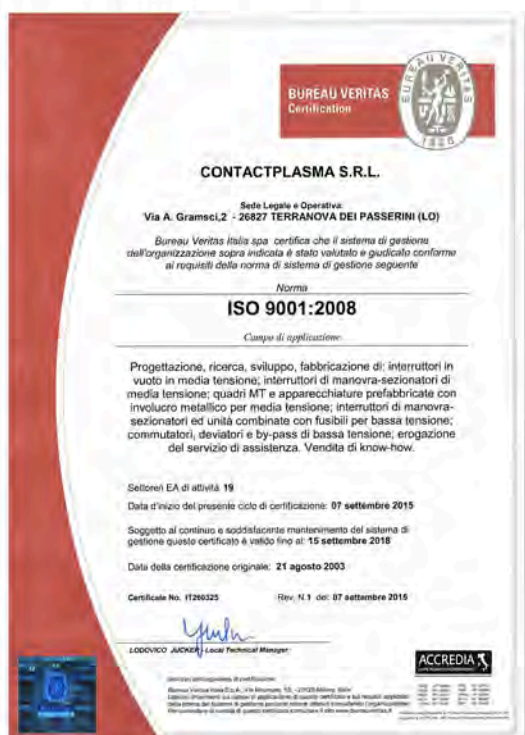 BUREAU VERITAS
Certification
BUREAU VERITAS
1828
CONTACTPLASMA S.R.L.
Sede Legale e Operativa:
Via A. Gramsci,2 - 26827 TERRANOVA DEI PASSERINI (LO)
Bureau Veritas Italia spa certifica che il sistema di gestione
dell'organizzazione sopra indicata è stato valutato e giudicato conforme
ai requisiti della norma di sistema di gestione seguente
Norma
ISO 9001:2008
Campo di applicazione
Progettazione, ricerca, sviluppo, fabbricazione di: interruttori in
vuoto in media tensione; interruttori di manovra-sezionatori di
media tensione; quadri MT e apparecchiature prefabbricate con
involucro metallico per media tensione; interruttori di manovra-
sezionatori ed unità combinate con fusibili per bassa tensione;
commutatori, deviatori e by-pass di bassa tensione; erogazione
del servizio di assistenza. Vendita di know-how.
Settore/i EA di attività: 19
Data d'inizio del presente ciclo di certificazione: 07 settembre 2015
Soggetto al continuo e soddisfacente mantenimento del sistema di
gestione questo certificato è valido fino al: 15 settembre 2018
Data della certificazione originale: 21 agosto 2003
Certificato No. IT260325 Rev. N.1 del: 07 settembre 2015
LODOVICO JUCKER - Local Technical Manager
ACCREDIA